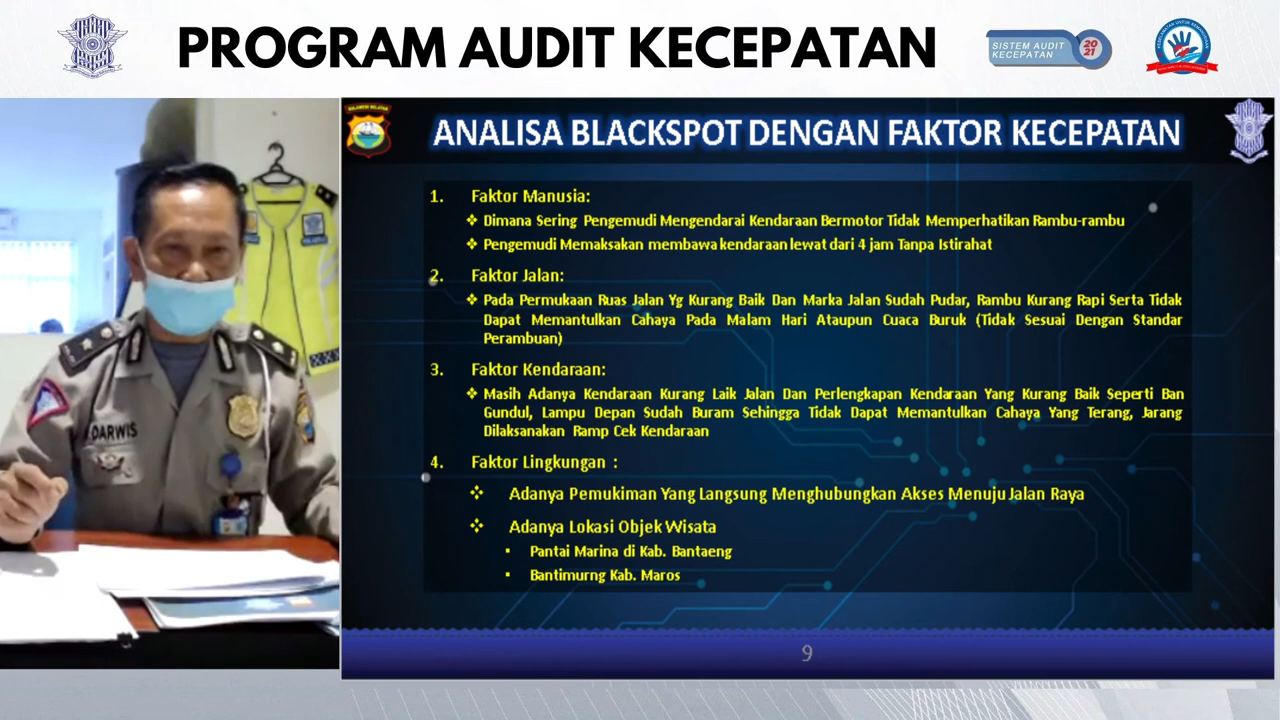 PROGRAM AUDIT KECEPATAN
SISTEM AUDIT
KECEPATAN
20
21
SULAWESI SELATAN
ANALISA BLACKSPOT DENGAN FAKTOR KECEPATAN
1. Faktor Manusia:
❖ Dimana Sering Pengemudi Mengendarai Kendaraan Bermotor Tidak Memperhatikan Rambu-rambu
❖ Pengemudi Memaksakan membawa kendaraan lewat dari 4 jam Tanpa Istirahat
2. Faktor Jalan:
❖ Pada Permukaan Ruas Jalan Yg Kurang Baik Dan Marka Jalan Sudah Pudar, Rambu Kurang Rapi Serta Tidak
Dapat Memantulkan Cahaya Pada Malam Hari Ataupun Cuaca Buruk (Tidak Sesuai Dengan Standar
Perambuan)
3. Faktor Kendaraan:
❖ Masih Adanya Kendaraan Kurang Laik Jalan Dan Perlengkapan Kendaraan Yang Kurang Baik Seperti Ban
Gundul, Lampu Depan Sudah Buram Sehingga Tidak Dapat Memantulkan Cahaya Yang Terang, Jarang
Dilaksanakan Ramp Cek Kendaraan
4. Faktor Lingkungan :
❖ Adanya Pemukiman Yang Langsung Menghubungkan Akses Menuju Jalan Raya
❖ Adanya Lokasi Objek Wisata
▪ Pantai Marina di Kab. Bantaeng
▪ Bantimurng Kab. Maros
9
DARWIS